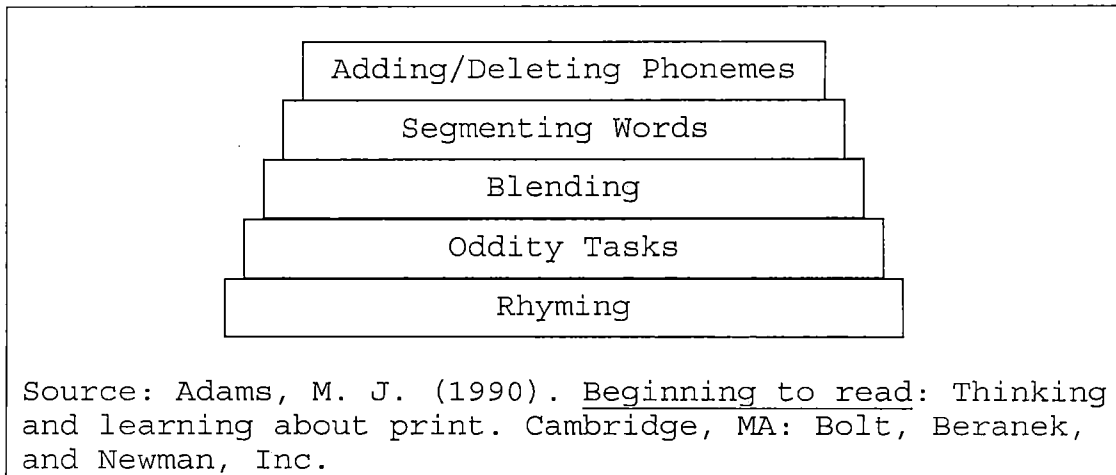 Adding/Deleting Phonemes
Segmenting Words
Blending
Oddity Tasks
Rhyming
Source: Adams, M. J. (1990). Beginning to read: Thinking
and learning about print. Cambridge, MA: Bolt, Beranek,
and Newman, Inc.